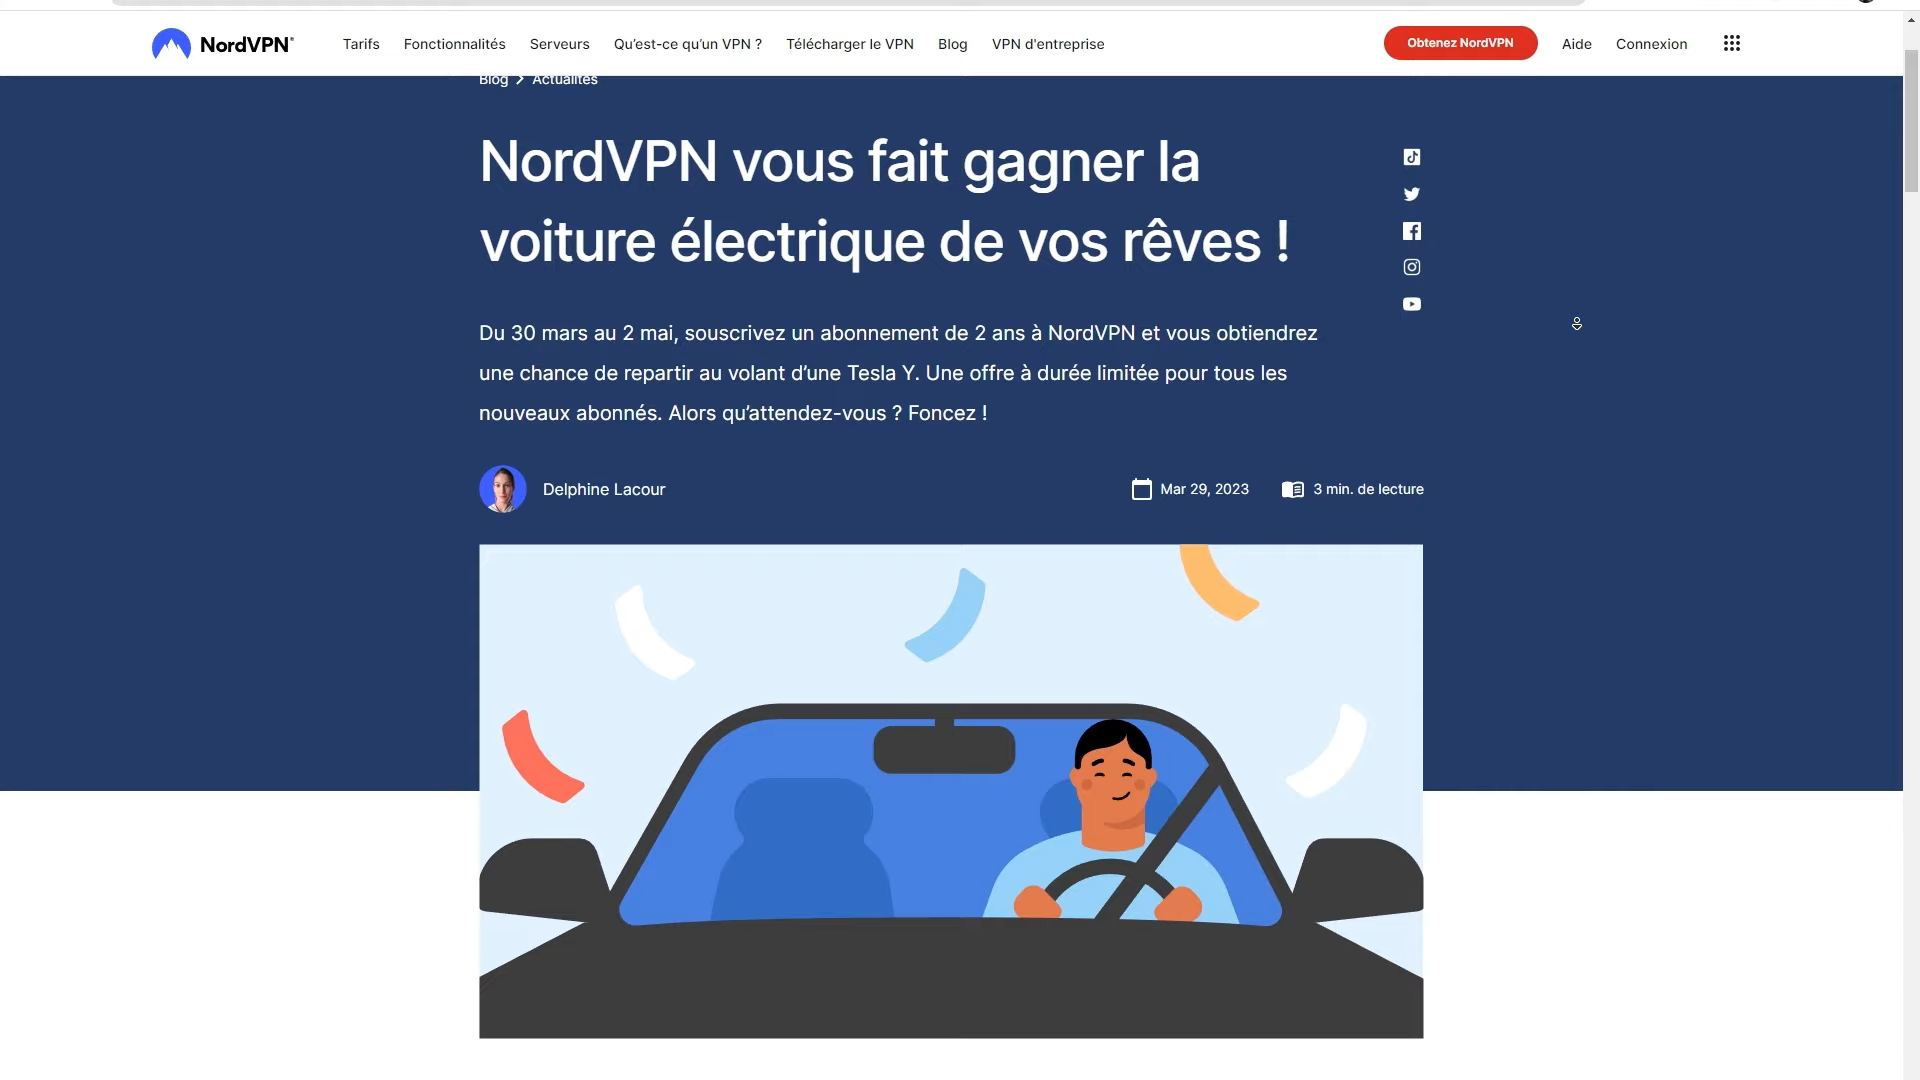 NordVPN®
Tarifs
Fonctionnalités
Serveurs
Qu'est-ce qu'un VPN ?
Télécharger le VPN
Blog
VPN d'entreprise
Obtenez NordVPN
Aide
Connexion
Blog > Actualités
NordVPN vous fait gagner la
voiture électrique de vos rêves !
Du 30 mars au 2 mai, souscrivez un abonnement de 2 ans à NordVPN et vous obtiendrez
une chance de repartir au volant d’une Tesla Y. Une offre à durée limitée pour tous les
nouveaux abonnés. Alors qu’attendez-vous ? Foncez !
Delphine Lacour
Mar 29, 2023
3 min. de lecture